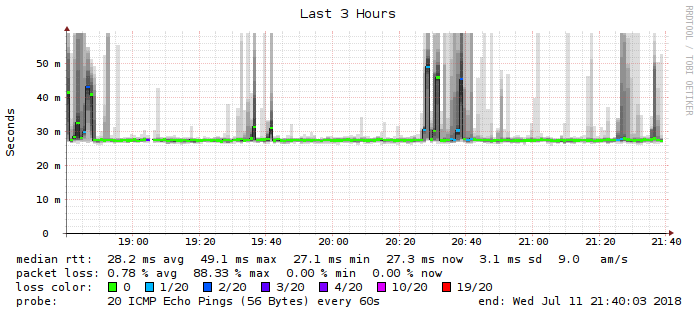 Last 3 Hours
RRDTOOL / TOBI OETIKER
Seconds
50 m
40 m
30 m
20 m
10 m
0
19:00 19:20 19:40 20:00 20:20 20:40 21:00 21:20 21:40
median rtt: 28.2 ms avg 49.1 ms max 27.1 ms min 27.3 ms now 3.1 ms sd 9.0 am/s
packet loss: 0.78 % avg 88.33 % max 0.00 % min 0.00 % now
loss color: 0 1/20 2/20 3/20 4/20 10/20 19/20
probe: 20 ICMP Echo Pings (56 Bytes) every 60s end: Wed Jul 11 21:40:03 2018